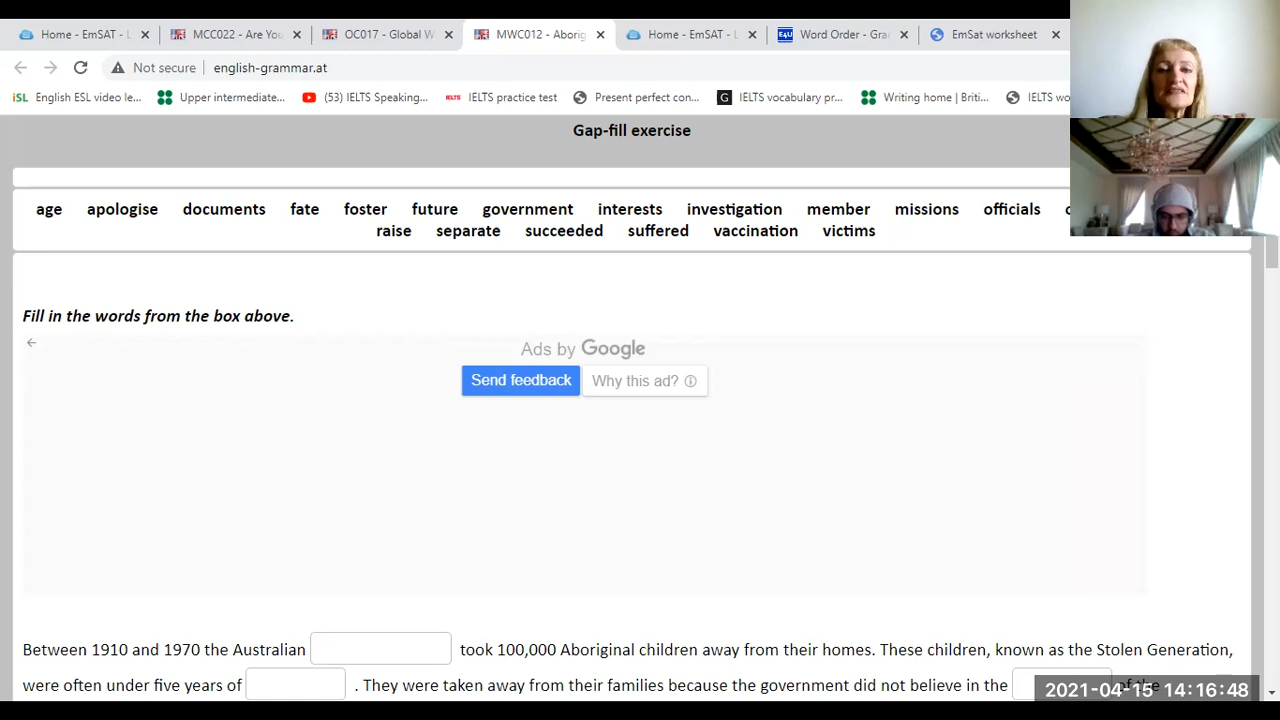 Home - EmSAT - L
MCC022 - Are You
OC017 - Global W
MWC012 - Aborig
Home - EmSAT - L
Word Order - Gra
EmSat worksheet
Not secure
english-grammar.at
English ESL video le...
Upper intermediate...
(53) IELTS Speaking...
IELTS practice test
Present perfect con...
IELTS vocabulary pr...
Writing home | Briti...
IELTS wo
Gap-fill exercise
age apologise documents fate foster future government interests investigation member missions officials
raise separate succeeded suffered vaccination victims
Fill in the words from the box above.
Ads by Google
Send feedback
Why this ad?
Between 1910 and 1970 the Australian took 100,000 Aboriginal children away from their homes. These children, known as the Stolen Generation,
were often under five years of . They were taken away from their families because the government did not believe in the of the
2021-04-15 14:16:48